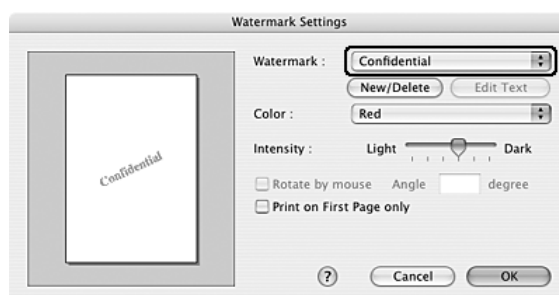 Watermark Settings
Watermark : Confidential
New/Delete Edit Text
Color : Red
Intensity : Light Dark
Confidential
Rotate by mouse Angle degree
Print on First Page only
? Cancel OK